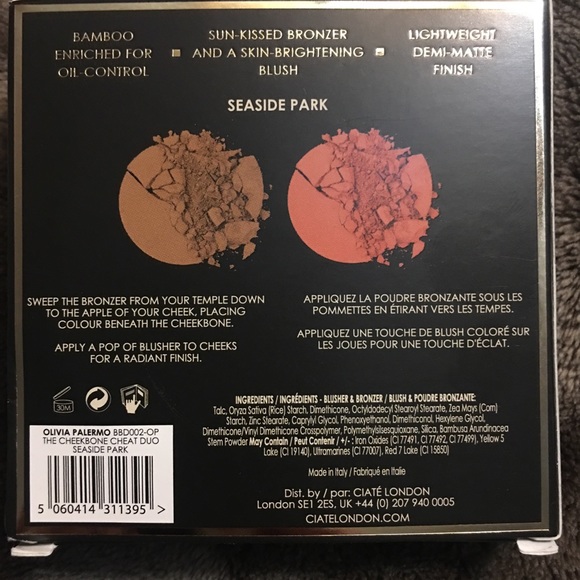 BAMBOO
ENRICHED FOR
OIL-CONTROL
SUN-KISSED BRONZER
AND A SKIN-BRIGHTENING
BLUSH
LIGHTWEIGHT
DEMI-MATTE
FINISH
SEASIDE PARK
SWEEP THE BRONZER FROM YOUR TEMPLE DOWN
TO THE APPLE OF YOUR CHEEK, PLACING
COLOUR BENEATH THE CHEEKBONE.
APPLY A POP OF BLUSHER TO CHEEKS
FOR A RADIANT FINISH.
APPLIQUEZ LA POUDRE BRONZANTE SOUS LES
POMMETTES EN ÉTIRANT VERS LES TEMPES.
APPLIQUEZ UNE TOUCHE DE BLUSH COLORÉ SUR
LES JOUES POUR UNE TOUCHE D'ÉCLAT.
30M
OLIVIA PALERMO BBD002-OP
THE CHEEKBONE CHEAT DUO
SEASIDE PARK
5 060414 311395 >
INGREDIENTS / INGRÉDIENTS - BLUSHER & BRONZER / BLUSH & POUDRE BRONZANTE:
Talc, Oryza Sativa (Rice) Starch, Dimethicone, Octyldodecyl Stearoyl Stearate, Zea Mays (Corn)
Starch, Zinc Stearate, Caprylyl Glycol, Phenoxyethanol, Dimethiconol, Hexylene Glycol,
Dimethicone/Vinyl Dimethicone Crosspolymer, Polymethylsilsesquioxane, Silica, Bambusa Arundinacea
Stem Powder May Contain / Peut Contenir / +/- : Iron Oxides (CI 77491, CI 77492, CI 77499), Yellow 5
Lake (CI 19140), Ultramarines (CI 77007), Red 7 Lake (CI 15850)
Made in Italy / Fabriqué en Italie
Dist. by / par: CIATÉ LONDON
London SE1 2ES, UK +44 (0) 207 940 0005
CIATELONDON.COM